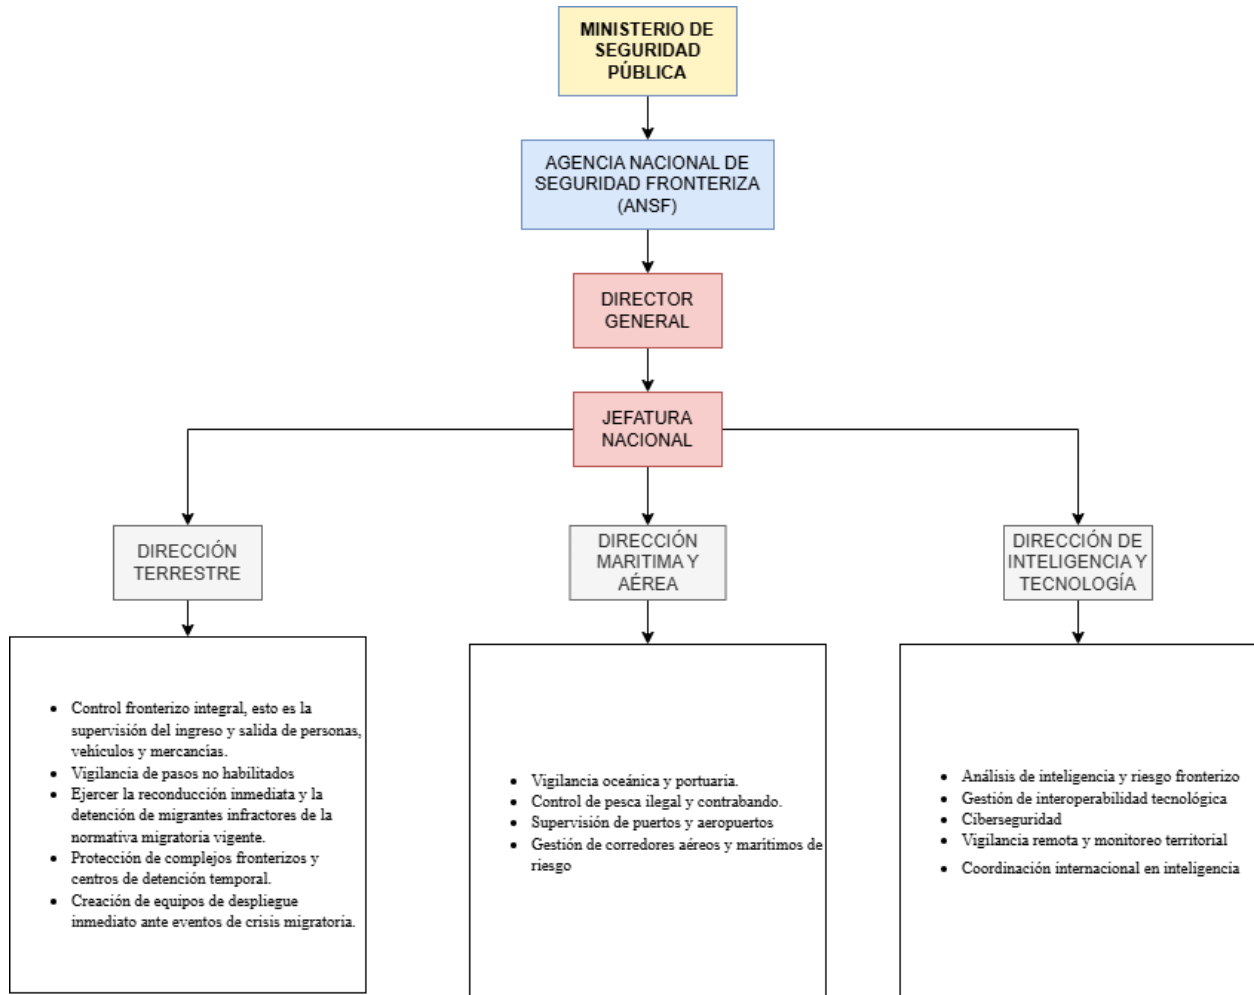 MINISTERIO DE
SEGURIDAD
PÚBLICA
AGENCIA NACIONAL DE
SEGURIDAD FRONTERIZA
(ANSF)
DIRECTOR
GENERAL
JEFATURA
NACIONAL
DIRECCIÓN
TERRESTRE
DIRECCIÓN
MARITIMA Y
AÉREA
DIRECCIÓN DE
INTELIGENCIA Y
TECNOLOGÍA
• Control fronterizo integral, esto es la
supervisión del ingreso y salida de personas,
vehículos y mercancías.
• Vigilancia de pasos no habilitados
• Ejercer la reconducción inmediata y la
detención de migrantes infractores de la
normativa migratoria vigente.
• Protección de complejos fronterizos y
centros de detención temporal.
• Creación de equipos de despliegue
inmediato ante eventos de crisis migratoria.
• Vigilancia oceánica y portuaria.
• Control de pesca ilegal y contrabando.
• Supervisión de puertos y aeropuertos
• Gestión de corredores aéreos y marítimos de
riesgo
• Análisis de inteligencia y riesgo fronterizo
• Gestión de interoperabilidad tecnológica
• Ciberseguridad
• Vigilancia remota y monitoreo territorial
• Coordinación internacional en inteligencia